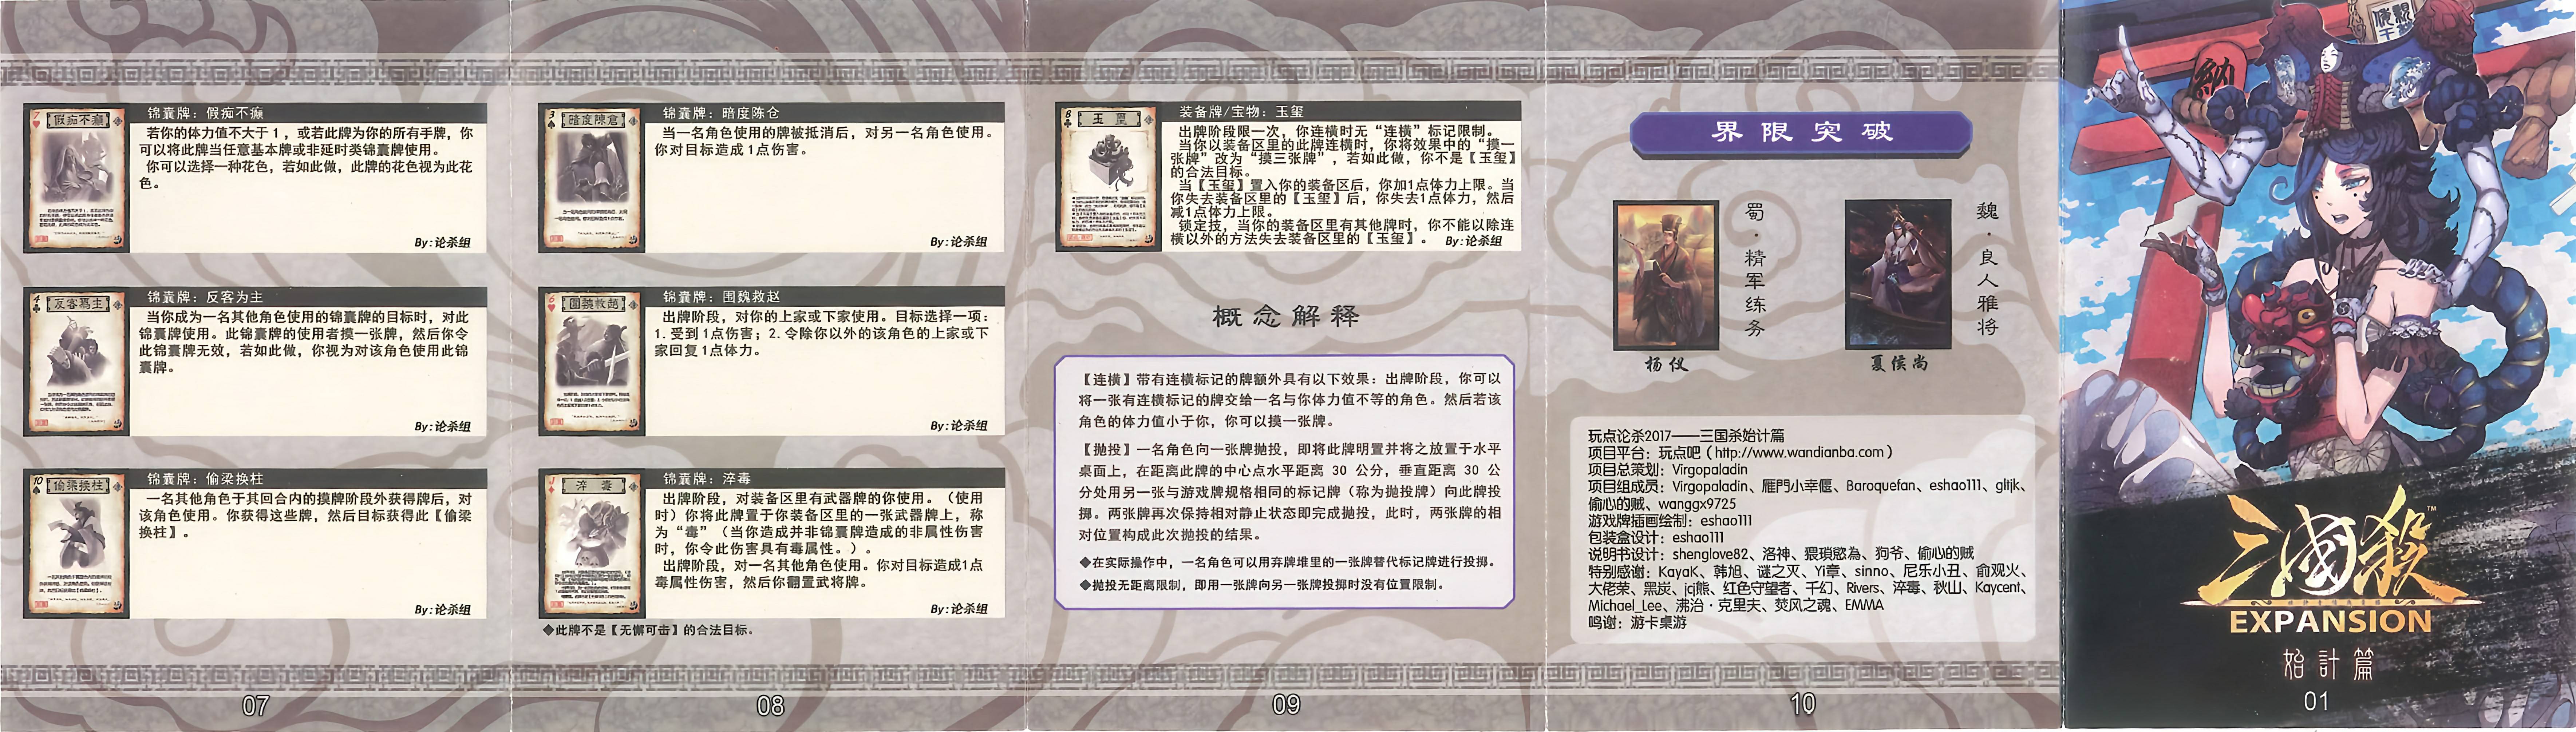 7
假痴不癫
锦囊牌：假痴不癫
若你的体力值不大于1，或若此牌为你的所有手牌，你
可以将此牌当任意基本牌或非延时类锦囊牌使用。
你可以选择一种花色，若如此做，此牌的花色视为此花
色。
By:论杀组
4
反客為主
锦囊牌：反客为主
当你成为一名其他角色使用的锦囊牌的目标时，对此
锦囊牌使用。此锦囊牌的使用者摸一张牌，然后你令
此锦囊牌无效，若如此做，你视为对该角色使用此锦
囊牌。
By:论杀组
10
偷梁换柱
锦囊牌：偷梁换柱
一名其他角色于其回合内的摸牌阶段外获得牌后，对
该角色使用。你获得这些牌，然后目标获得此【偷梁
换柱】。
By:论杀组
07
3
暗度陳倉
锦囊牌：暗度陈仓
当一名角色使用的牌被抵消后，对另一名角色使用。
你对目标造成1点伤害。
By:论杀组
6
圍魏救趙
锦囊牌：围魏救赵
出牌阶段，对你的上家或下家使用。目标选择一项：
1.受到1点伤害；2.令除你以外的该角色的上家或下
家回复1点体力。
By:论杀组
J
淬毒
锦囊牌：淬毒
出牌阶段，对装备区里有武器牌的你使用。（使用
时）你将此牌置于你装备区里的一张武器牌上，称
为“毒”（当你造成并非锦囊牌造成的非属性伤害
时，你令此伤害具有毒属性。）。
出牌阶段，对一名其他角色使用。你对目标造成1点
毒属性伤害，然后你翻置武将牌。
By:论杀组
◆此牌不是【无懈可击】的合法目标。
08
8
玉璽
装备牌/宝物：玉玺
出牌阶段限一次，你连横时无“连横”标记限制。
当你以装备区里的此牌连横时，你将效果中的“摸一
张牌”改为“摸三张牌”，若如此做，你不是【玉玺】
的合法目标。
当【玉玺】置入你的装备区后，你加1点体力上限。当
你失去装备区里的【玉玺】后，你失去1点体力，然后
减1点体力上限。
锁定技，当你的装备区里有其他牌时，你不能以除连
横以外的方法失去装备区里的【玉玺】。
By:论杀组
概念解释
【连横】带有连横标记的牌额外具有以下效果：出牌阶段，你可以
将一张有连横标记的牌交给一名与你体力值不等的角色。然后若该
角色的体力值小于你，你可以摸一张牌。
【抛投】一名角色向一张牌抛投，即将此牌明置并将之放置于水平
桌面上，在距离此牌的中心点水平距离 30 公分，垂直距离 30 公
分处用另一张与游戏牌规格相同的标记牌（称为抛投牌）向此牌投
掷。两张牌再次保持相对静止状态即完成抛投，此时，两张牌的相
对位置构成此次抛投的结果。
◆在实际操作中，一名角色可以用弃牌堆里的一张牌替代标记牌进行投掷。
◆抛投无距离限制，即用一张牌向另一张牌投掷时没有位置限制。
09
界限突破
蜀·精军练务
杨仪
魏·良人雅将
夏侯尚
玩点论杀2017——三国杀始计篇
项目平台：玩点吧（http://www.wandianba.com）
项目总策划：Virgopaladin
项目组成员：Virgopaladin、雁門小幸偃、Baroquefan、eshao111、gltjk、
偷心的贼、wanggx9725
游戏牌插画绘制：eshao111
包装盒设计：eshao111
说明书设计：shenglove82、洛神、猥琐慾為、狗爷、偷心的贼
特别感谢：KayaK、韩旭、谜之灭、Yi章、sinno、尼乐小丑、俞观火、
大佬荣、黑炭、jcj熊、红色守望者、千幻、Rivers、淬毒、秋山、Kaycent、
Michael_Lee、沸治·克里夫、焚风之魂、EMMA
鸣谢：游卡桌游
10
納
三國殺™
EXPANSION
始計篇
01